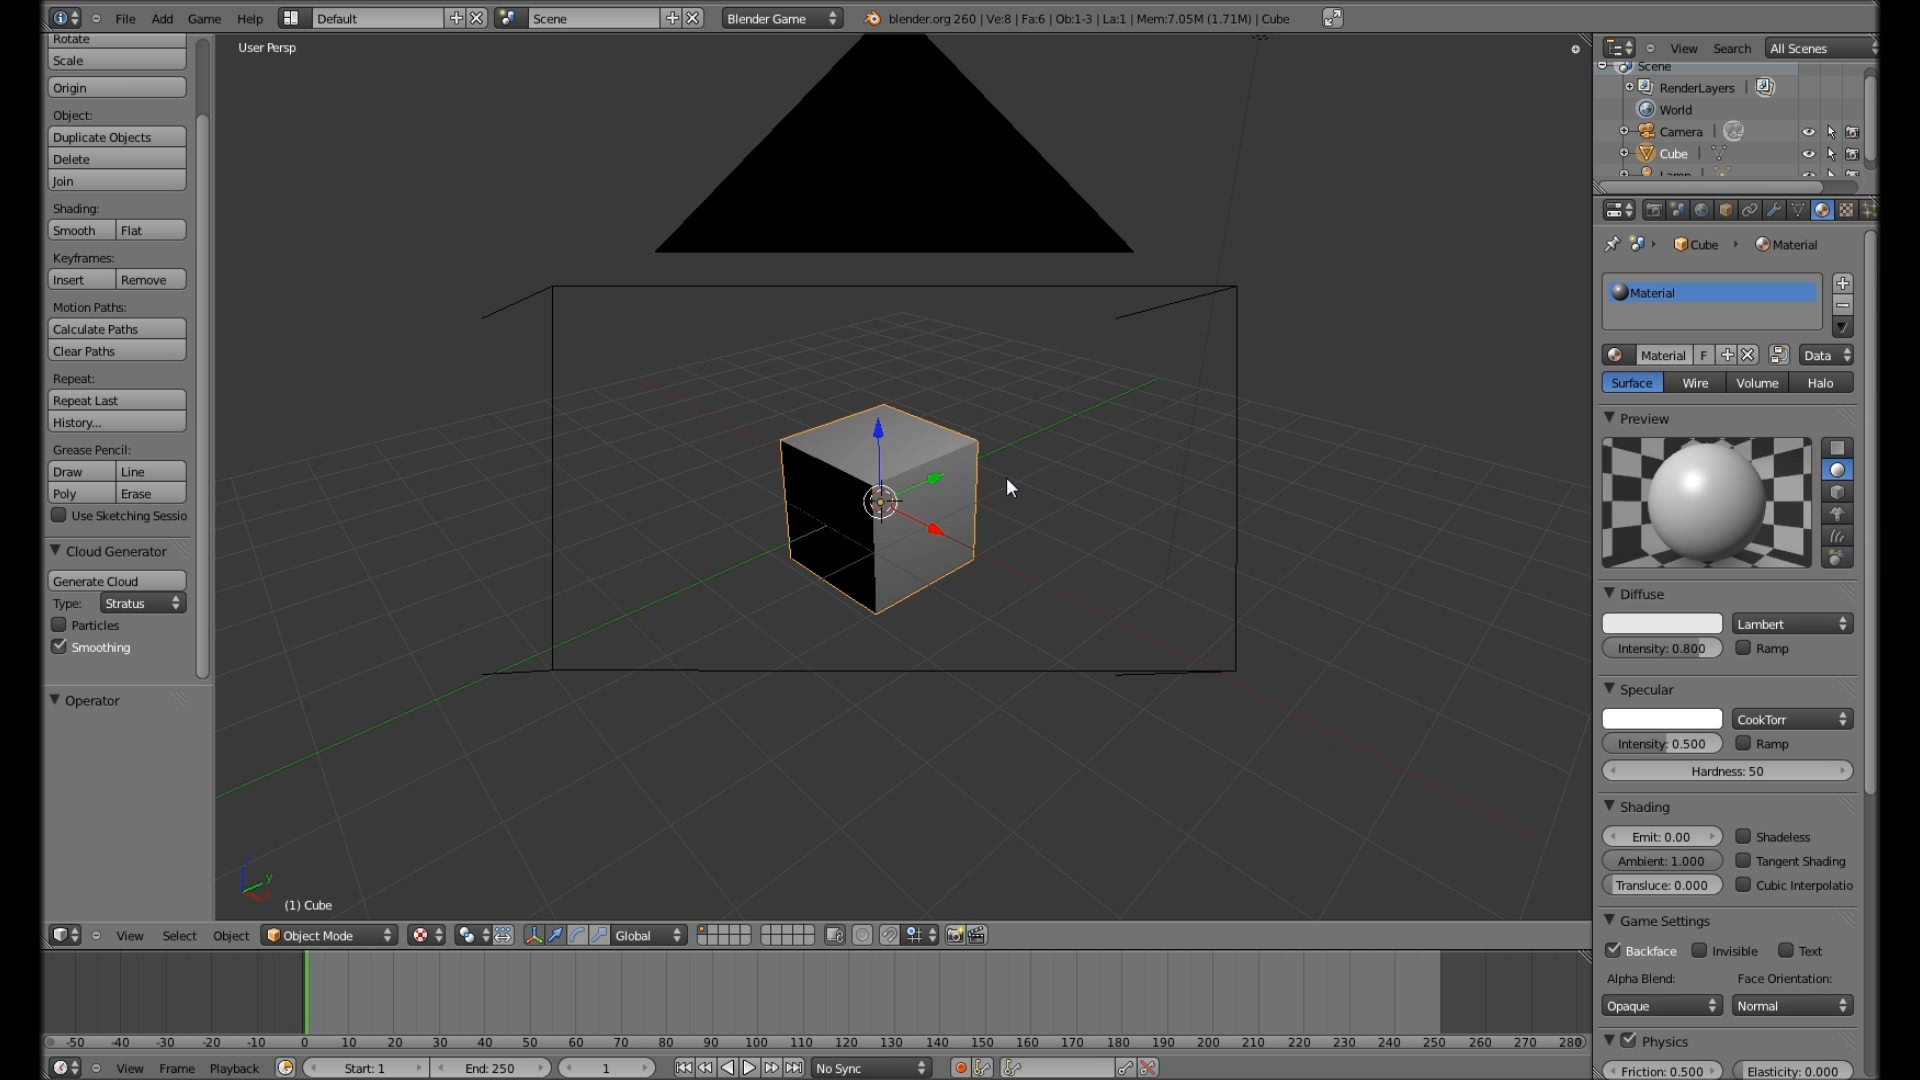 File Add Game Help Default Scene Blender Game blender.org 260 | Ve:8 | Fa:6 | Ob:1-3 | La:1 | Mem:7.05M (1.71M) | Cube
Rotate
Scale
Origin
Object:
Duplicate Objects
Delete
Join
Shading:
Smooth Flat
Keyframes:
Insert Remove
Motion Paths:
Calculate Paths
Clear Paths
Repeat:
Repeat Last
History...
Grease Pencil:
Draw Line
Poly Erase
Use Sketching Sessio
Cloud Generator
Generate Cloud
Type: Stratus
Particles
Smoothing
Operator
User Persp
y
(1) Cube
View Select Object Object Mode Global
-50 -40 -30 -20 -10 0 10 20 30 40 50 60 70 80 90 100 110 120 130 140 150 160 170 180 190 200 210 220 230 240 250 260 270 280
View Frame Playback Start: 1 End: 250 1 No Sync
View Search All Scenes
Scene
RenderLayers |
World
Camera |
Cube |
Lamp
Cube Material
Material
Material F Data
Surface Wire Volume Halo
Preview
Diffuse
Lambert
Intensity: 0.800 Ramp
Specular
CookTorr
Intensity: 0.500 Ramp
Hardness: 50
Shading
Emit: 0.00 Shadeless
Ambient: 1.000 Tangent Shading
Transluce: 0.000 Cubic Interpolatio
Game Settings
Backface Invisible Text
Alpha Blend: Face Orientation:
Opaque Normal
Physics
Friction: 0.500 Elasticity: 0.000